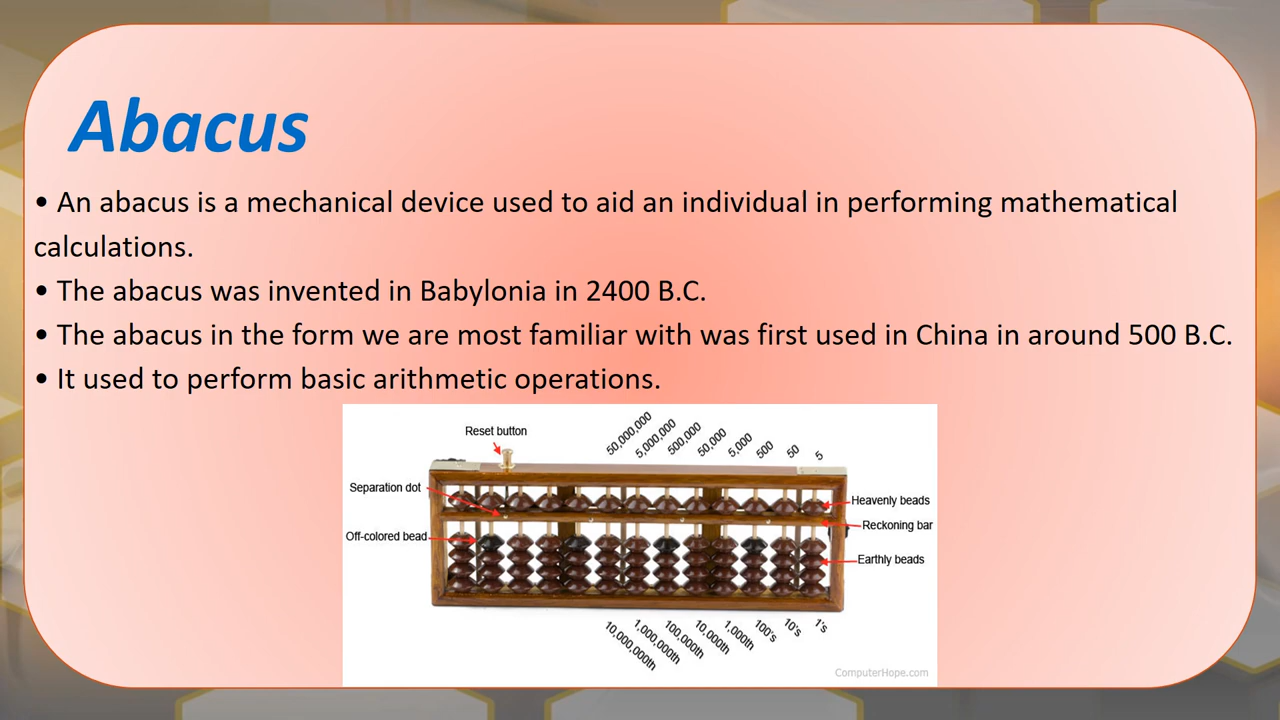 Abacus
• An abacus is a mechanical device used to aid an individual in performing mathematical
calculations.
• The abacus was invented in Babylonia in 2400 B.C.
• The abacus in the form we are most familiar with was first used in China in around 500 B.C.
• It used to perform basic arithmetic operations.
Reset button
50,000,000
5,000,000
500,000
50,000
5,000
500
50
5
Separation dot
Heavenly beads
Reckoning bar
Off-colored bead
Earthly beads
10,000,000th
1,000,000th
100,000th
10,000th
1,000th
100's
10's
1's
ComputerHope.com